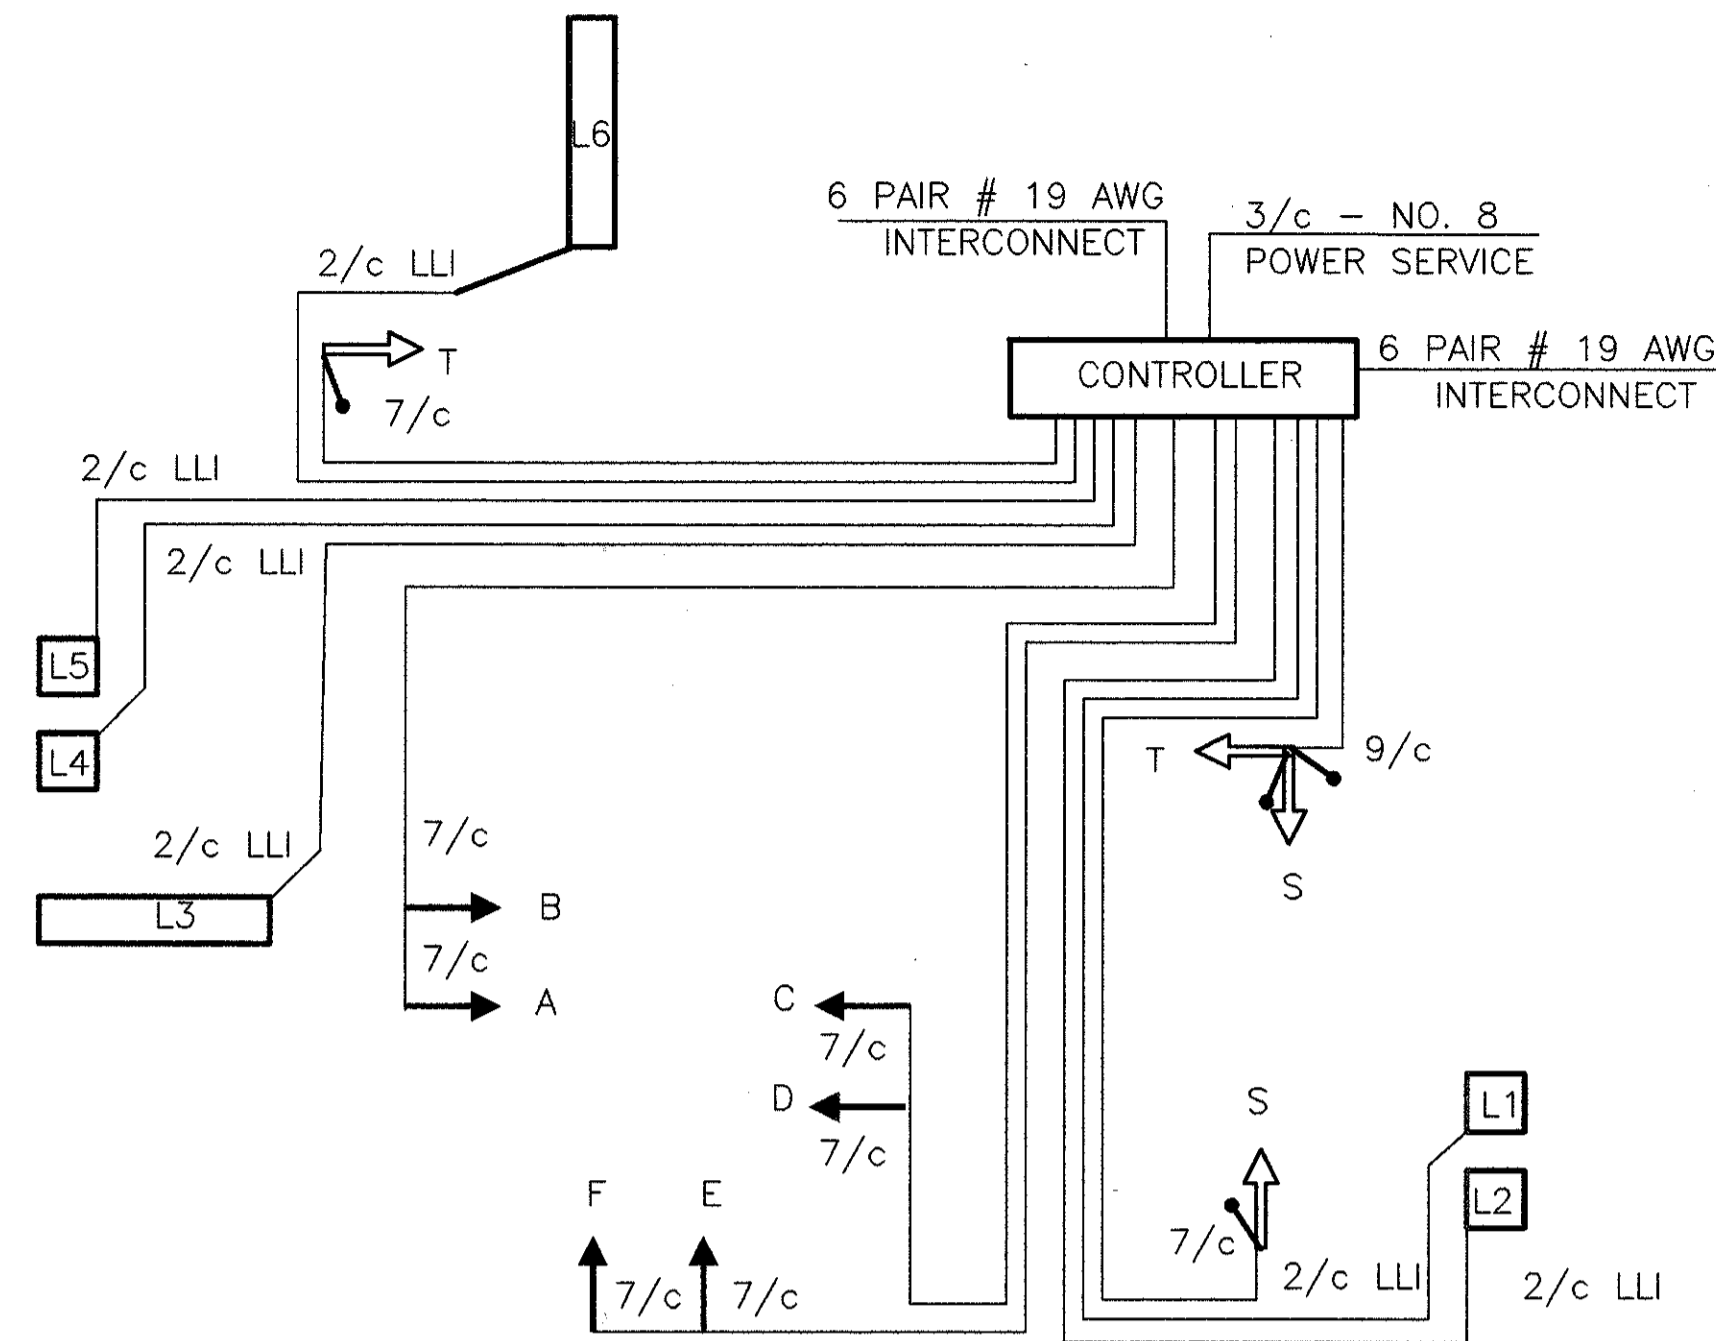 L6
6 PAIR # 19 AWG
INTERCONNECT
3/c - NO. 8
POWER SERVICE
2/c LLI
CONTROLLER
6 PAIR # 19 AWG
INTERCONNECT
T
7/c
2/c LLI
2/c LLI
L5
L4
T
9/c
S
2/c LLI
7/c
L3
B
7/c
A
C
7/c
D
7/c
S
L1
L2
F
E
7/c
7/c
7/c
2/c LLI
2/c LLI